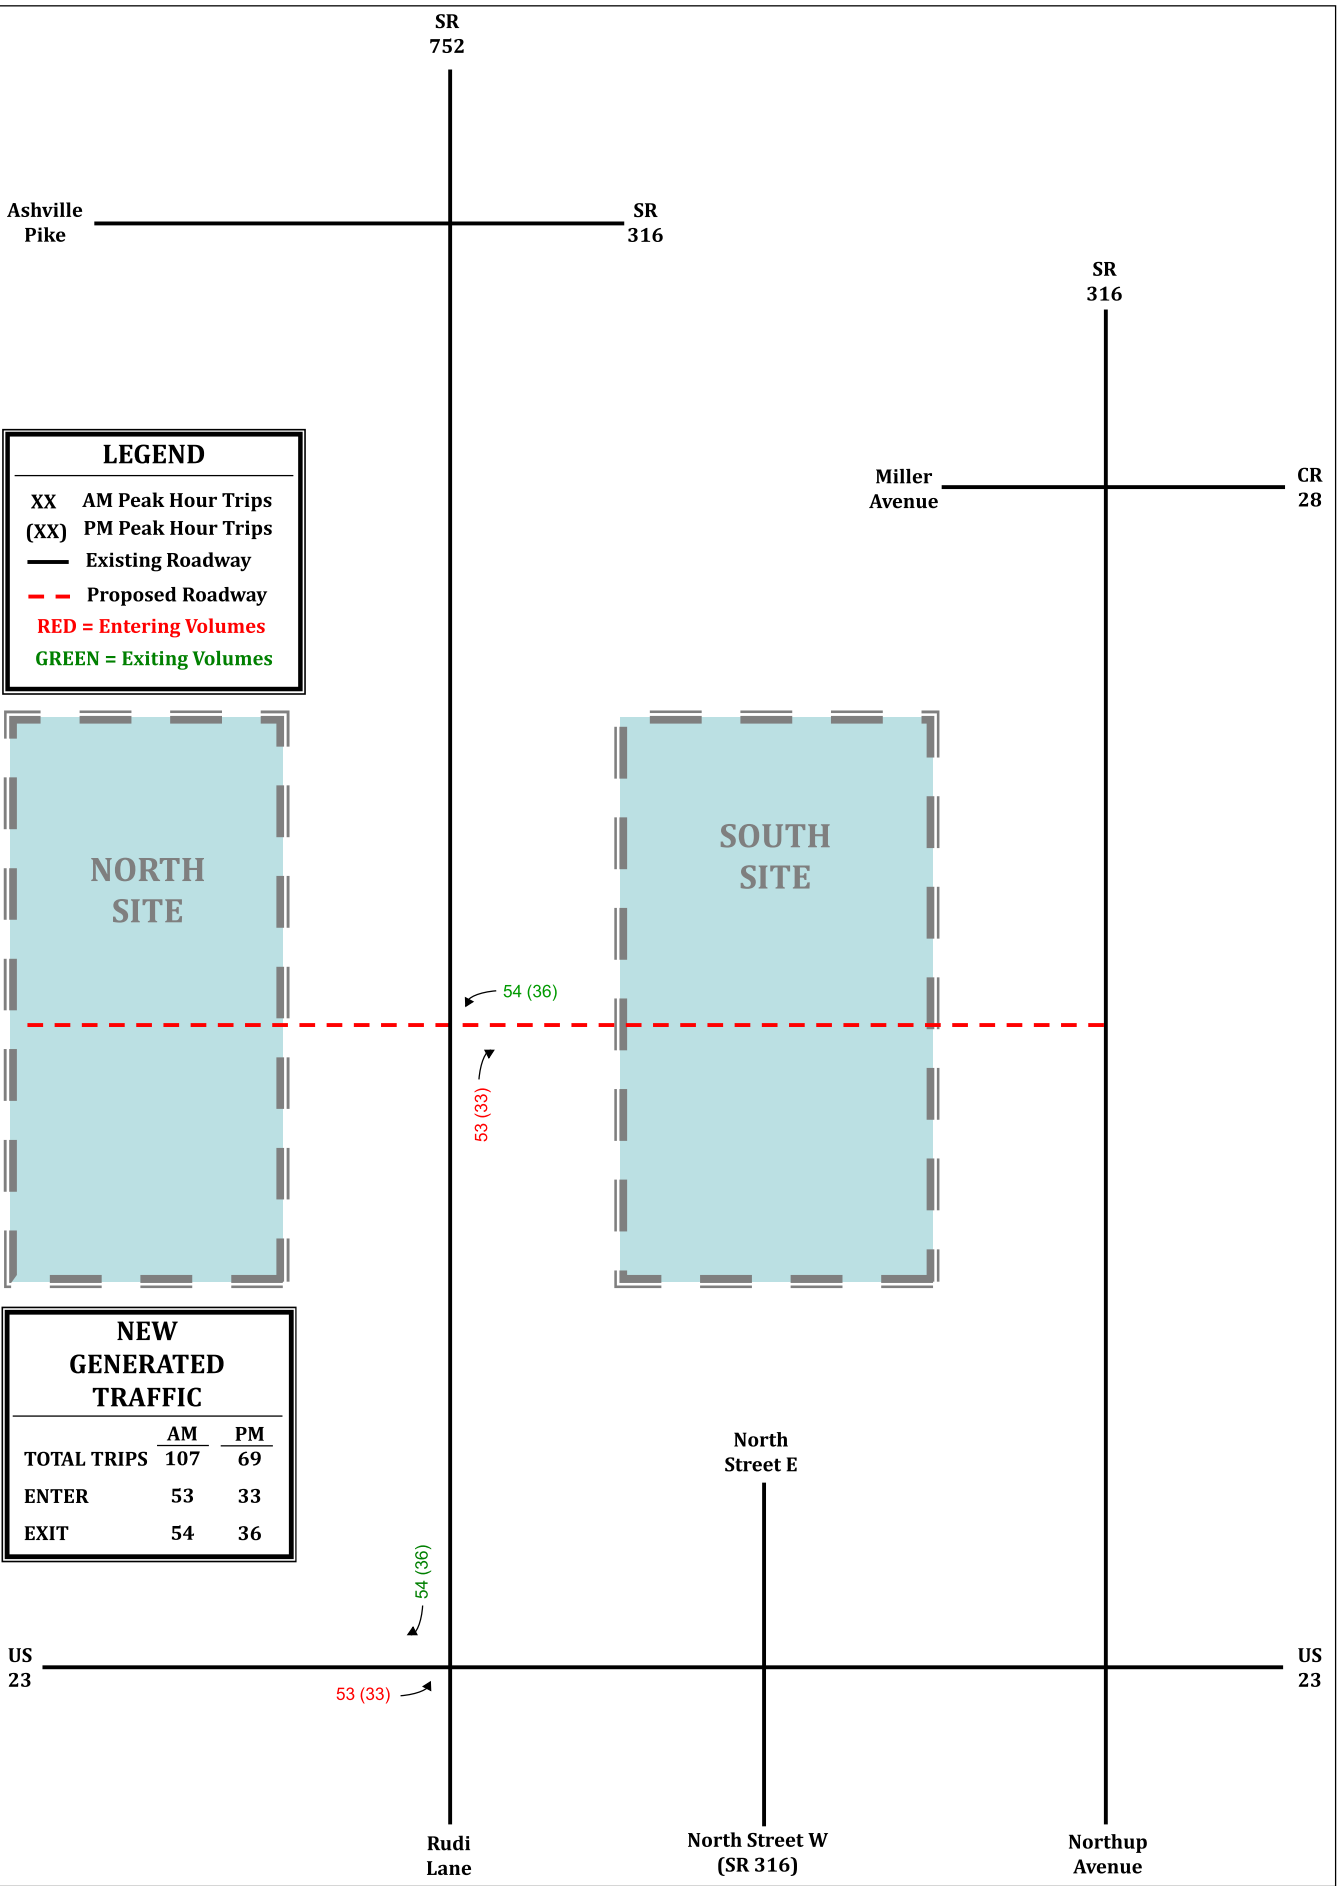 SR
752
Ashville
Pike
SR
316
SR
316
LEGEND
XX AM Peak Hour Trips
(XX) PM Peak Hour Trips
Existing Roadway
Proposed Roadway
RED = Entering Volumes
GREEN = Exiting Volumes
Miller
Avenue
CR
28
NORTH
SITE
SOUTH
SITE
54 (36)
53 (33)
NEW
GENERATED
TRAFFIC
AM PM
TOTAL TRIPS 107 69
ENTER 53 33
EXIT 54 36
North
Street E
54 (36)
US
23
53 (33)
US
23
Rudi
Lane
North Street W
(SR 316)
Northup
Avenue